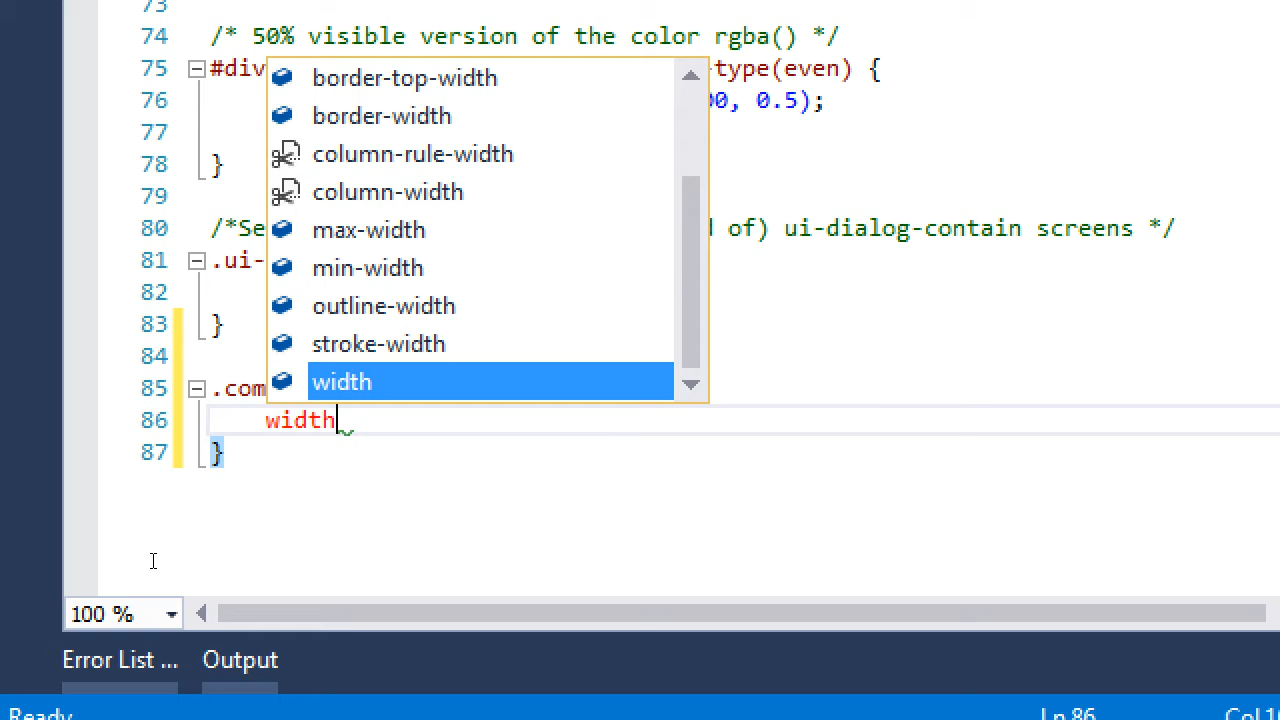 73
74 /* 50% visible version of the color rgba() */
75 #div type(even) {
76 0, 0.5);
77
78 }
79
80 /*Se of) ui-dialog-contain screens */
81 .ui-
82
83 }
84
85 .com
86 width
87 }
border-top-width
border-width
column-rule-width
column-width
max-width
min-width
outline-width
stroke-width
width
100 %
Error List ... Output
Ready Ln 86